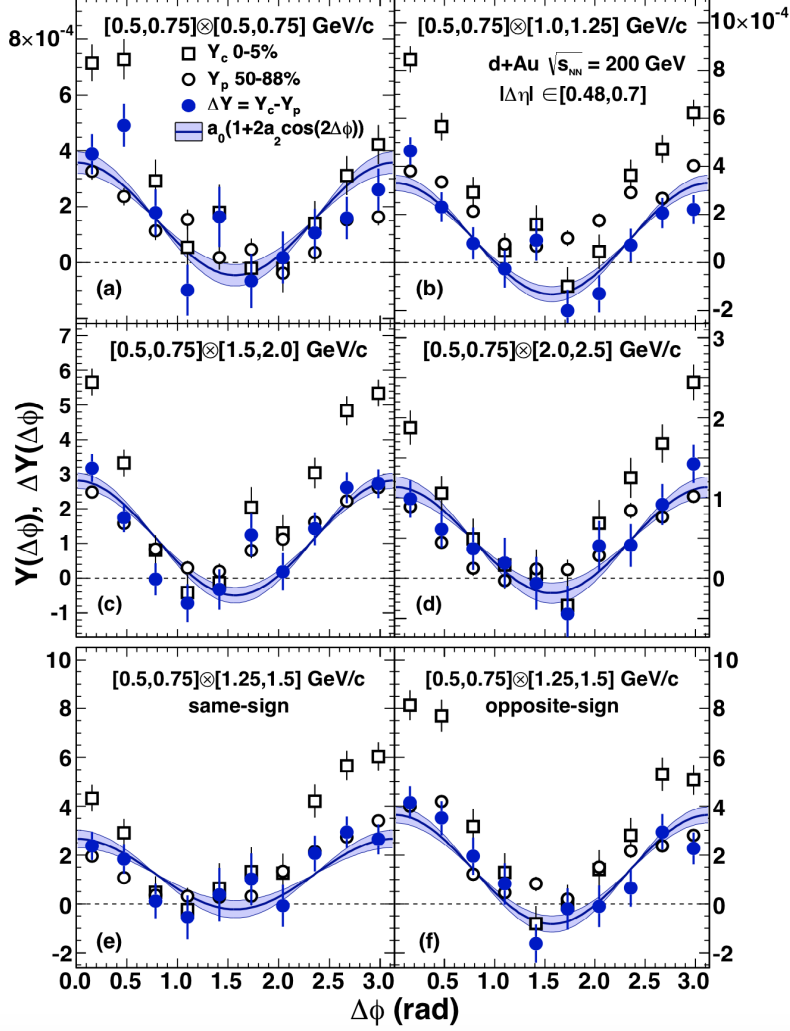 [0.5,0.75]⊗[0.5,0.75] GeV/c
Y_c 0-5%
Y_p 50-88%
ΔY = Y_c-Y_p
a_0(1+2a_2cos(2Δϕ))
8×10^-4
6
4
2
0
(a)
[0.5,0.75]⊗[1.0,1.25] GeV/c
d+Au √s_NN = 200 GeV
|Δη| ∈[0.48,0.7]
10×10^-4
8
6
4
2
0
-2
(b)
[0.5,0.75]⊗[1.5,2.0] GeV/c
7
6
5
4
3
2
1
0
-1
(c)
[0.5,0.75]⊗[2.0,2.5] GeV/c
3
2
1
0
(d)
Y(Δϕ), ΔY(Δϕ)
[0.5,0.75]⊗[1.25,1.5] GeV/c
same-sign
10
8
6
4
2
0
-2
(e)
[0.5,0.75]⊗[1.25,1.5] GeV/c
opposite-sign
10
8
6
4
2
0
-2
(f)
0.0 0.5 1.0 1.5 2.0 2.5 3.0
0.5 1.0 1.5 2.0 2.5 3.0
Δϕ (rad)